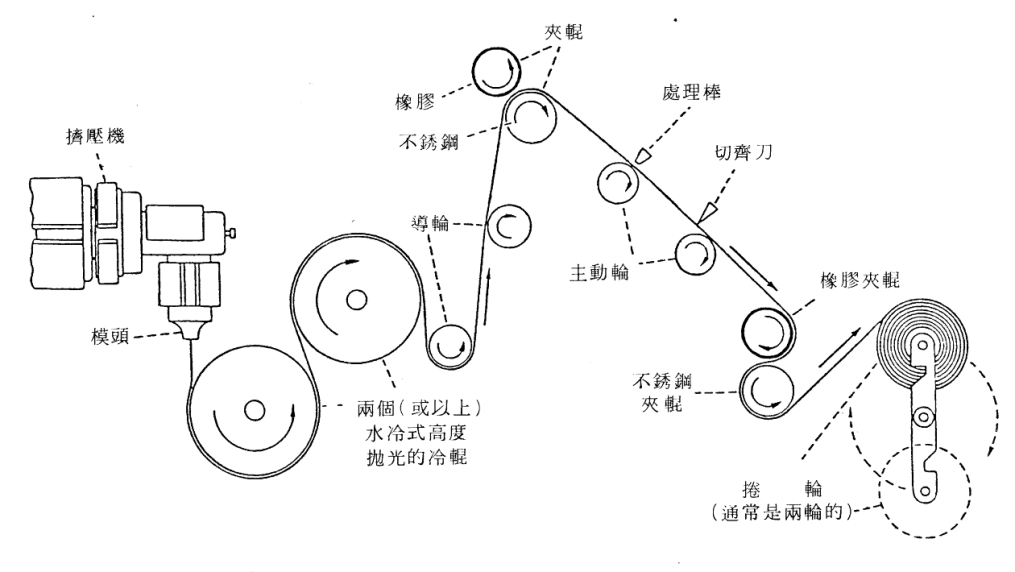 夾輥
橡膠
不銹鋼
處理棒
切齊刀
擠壓機
導輪
主動輪
橡膠夾輥
模頭
兩個(或以上)
水冷式高度
拋光的冷輥
不銹鋼
夾輥
捲 輪
(通常是兩輪的)